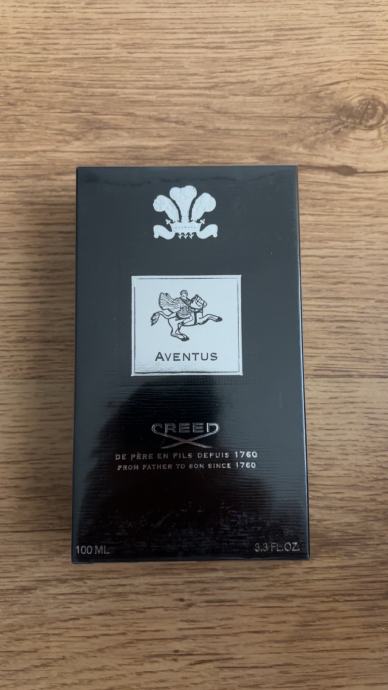 AVENTUS
CREED
DE PÈRE EN FILS DEPUIS 1760
FROM FATHER TO SON SINCE 1760
100 ML
3.3 FL.OZ.